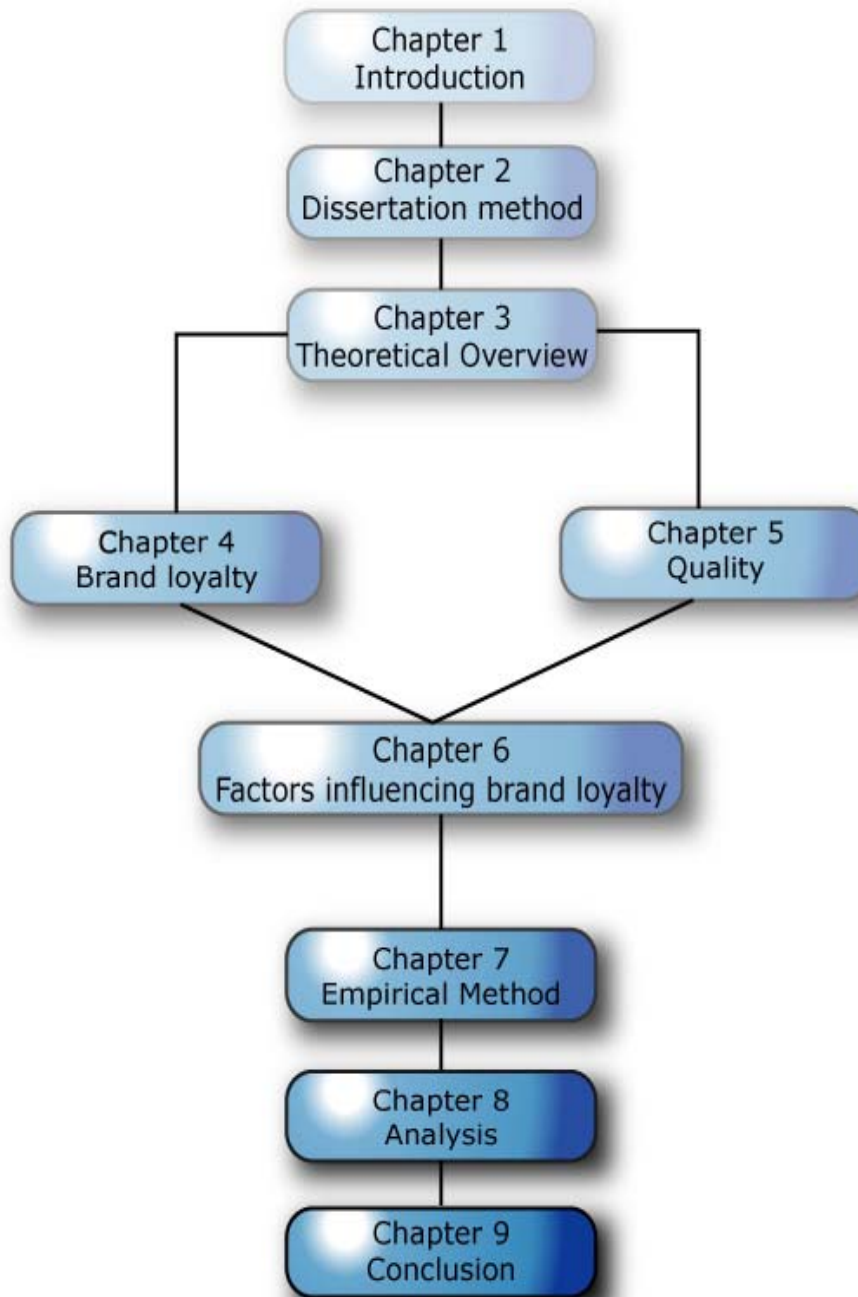 Chapter 1
Introduction
Chapter 2
Dissertation method
Chapter 3
Theoretical Overview
Chapter 4
Brand loyalty
Chapter 5
Quality
Chapter 6
Factors influencing brand loyalty
Chapter 7
Empirical Method
Chapter 8
Analysis
Chapter 9
Conclusion